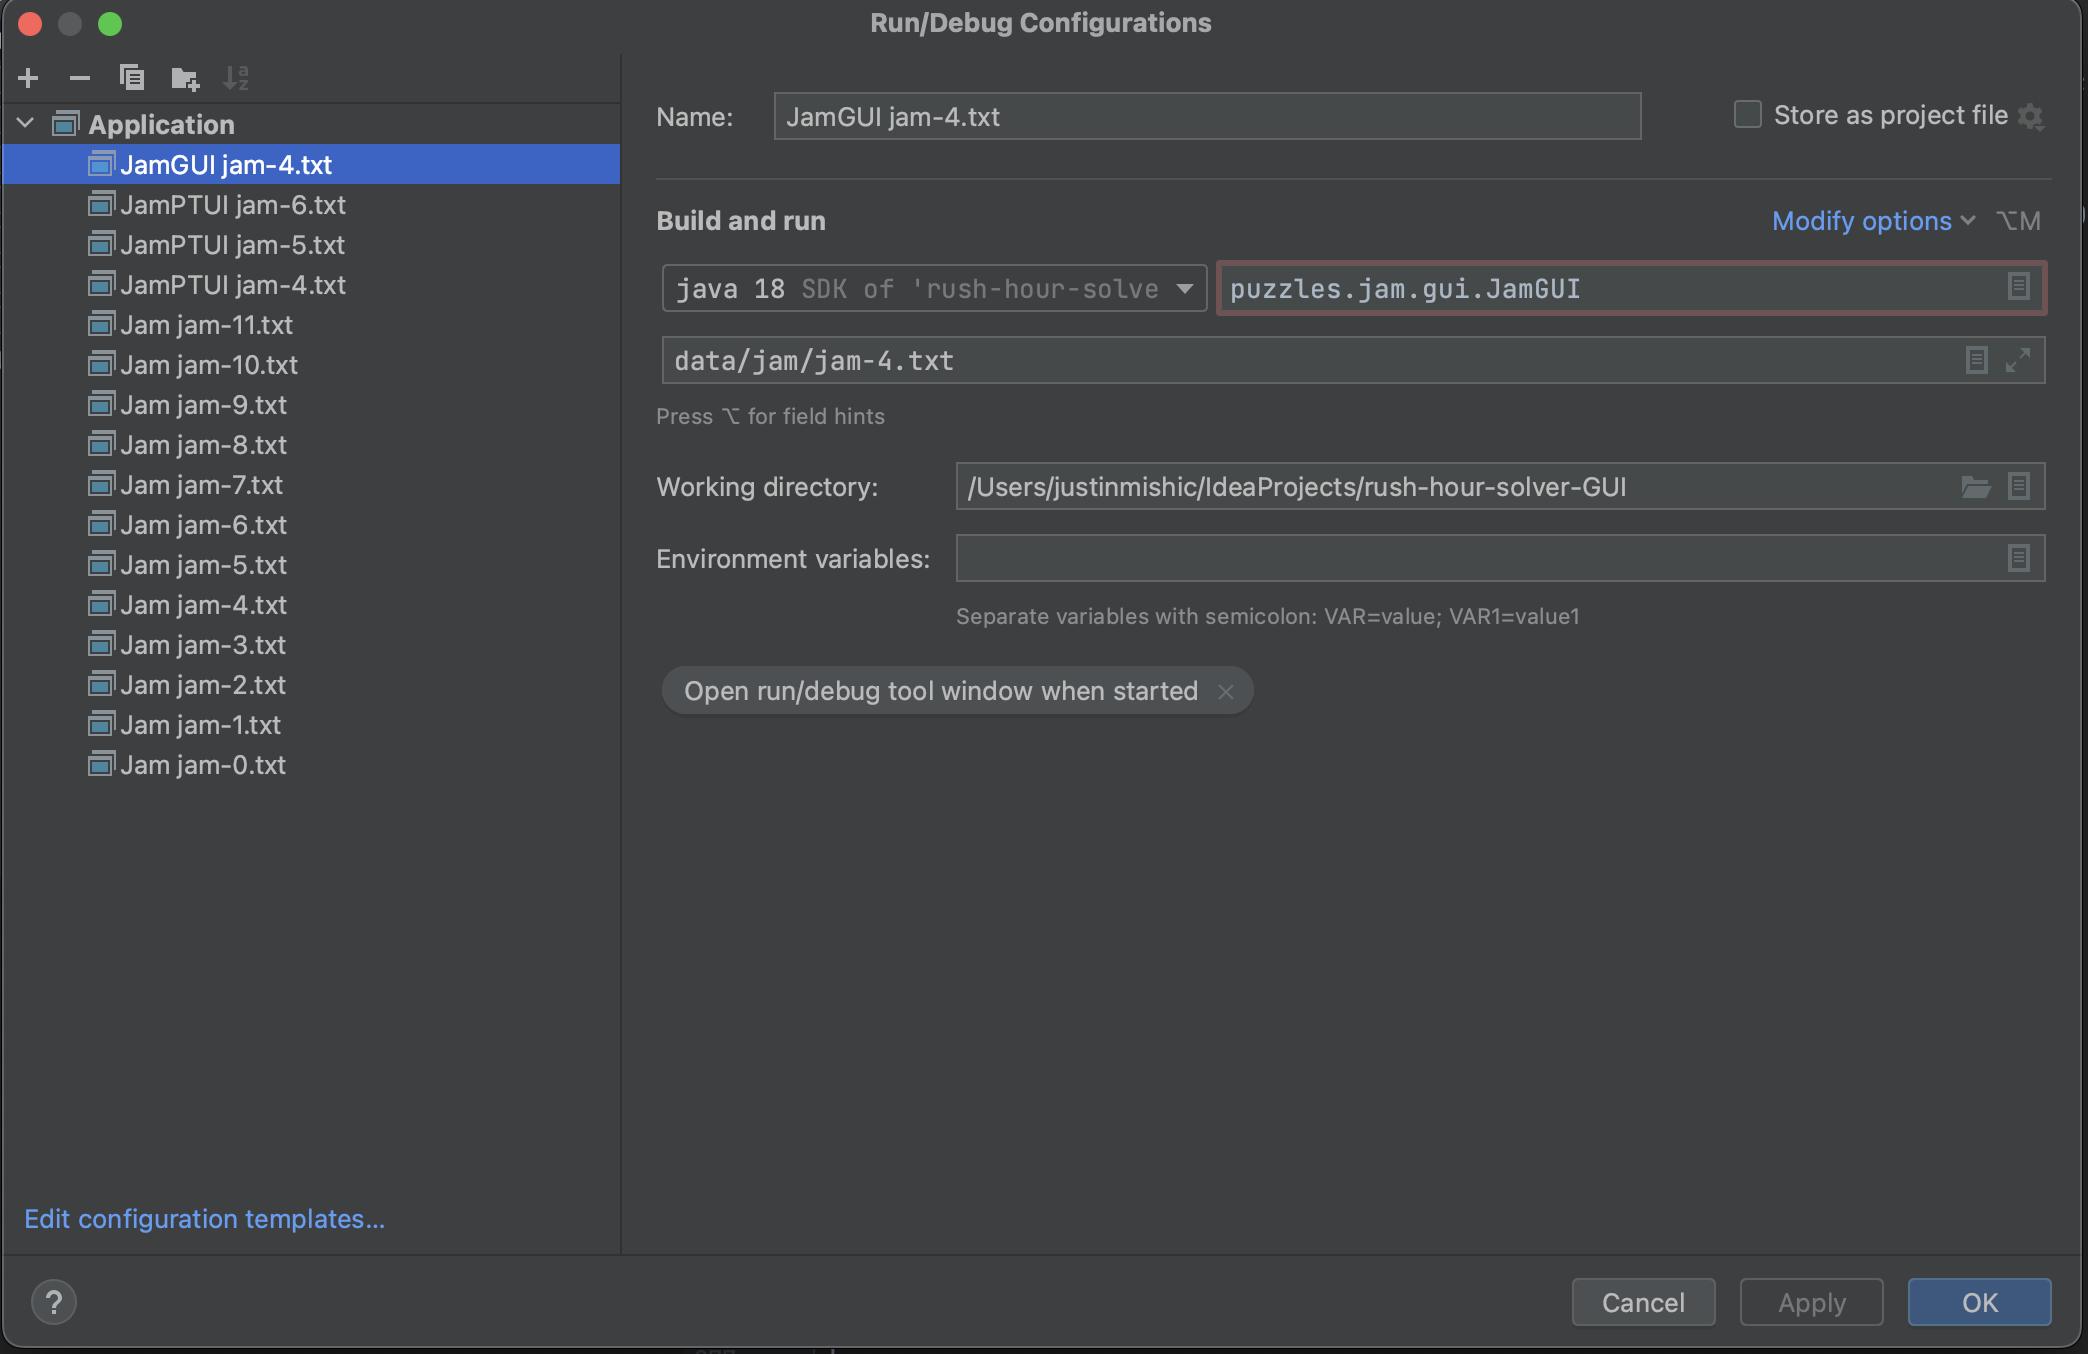 Run/Debug Configurations
Application
JamGUI jam-4.txt
JamPTUI jam-6.txt
JamPTUI jam-5.txt
JamPTUI jam-4.txt
Jam jam-11.txt
Jam jam-10.txt
Jam jam-9.txt
Jam jam-8.txt
Jam jam-7.txt
Jam jam-6.txt
Jam jam-5.txt
Jam jam-4.txt
Jam jam-3.txt
Jam jam-2.txt
Jam jam-1.txt
Jam jam-0.txt
Edit configuration templates...
Name: JamGUI jam-4.txt Store as project file
Build and run Modify options ⌥M
java 18 SDK of 'rush-hour-solve puzzles.jam.gui.JamGUI
data/jam/jam-4.txt
Press ⌥ for field hints
Working directory: /Users/justinmishic/IdeaProjects/rush-hour-solver-GUI
Environment variables:
Separate variables with semicolon: VAR=value; VAR1=value1
Open run/debug tool window when started ×
? Cancel Apply OK